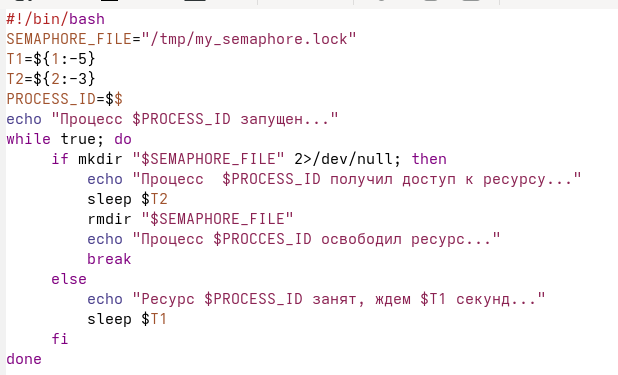 #!/bin/bash
SEMAPHORE_FILE="/tmp/my_semaphore.lock"
T1=${1:-5}
T2=${2:-3}
PROCESS_ID=$$
echo "Процесс $PROCESS_ID запущен..."
while true; do
     if mkdir "$SEMAPHORE_FILE" 2>/dev/null; then
         echo "Процесс  $PROCESS_ID получил доступ к ресурсу..."
         sleep $T2
         rmdir "$SEMAPHORE_FILE"
         echo "Процесс $PROCCES_ID освободил ресурс..."
         break
     else
         echo "Ресурс $PROCESS_ID занят, ждем $T1 секунд..."
         sleep $T1
     fi
done